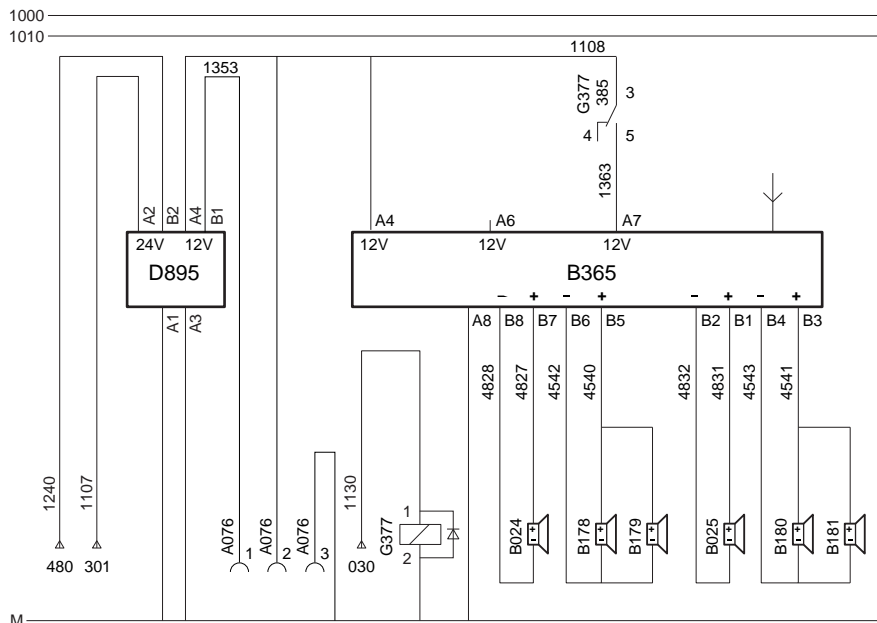 1000
1010
1108
1353
G377
385
3
4
5
1363
A2
B2
A4
B1
A4
A6
A7
24V
12V
12V
12V
12V
D895
B365
– + – +
– + – +
A1
A3
A8
B8
B7
B6
B5
B2
B1
B4
B3
4828
4827
4542
4540
4832
4831
4543
4541
1240
1107
A076
A076
A076
1130
G377
1
2
B024
B178
B179
B025
B180
B181
480
301
1
2
3
030
M